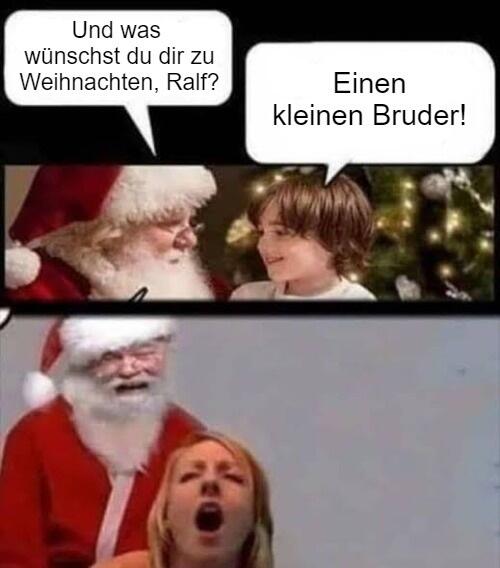 Und was
wünschst du dir zu
Weihnachten, Ralf?
Einen
kleinen Bruder!